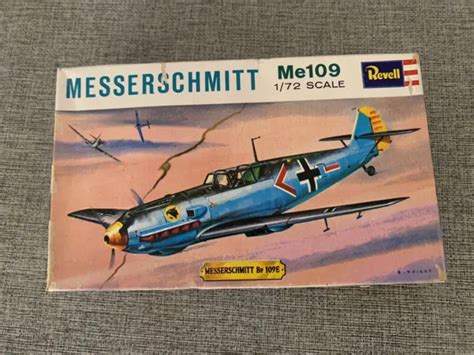 MESSERSCHMITT Me109
1/72 SCALE
Revell
MESSERSCHMITT Bf 109E